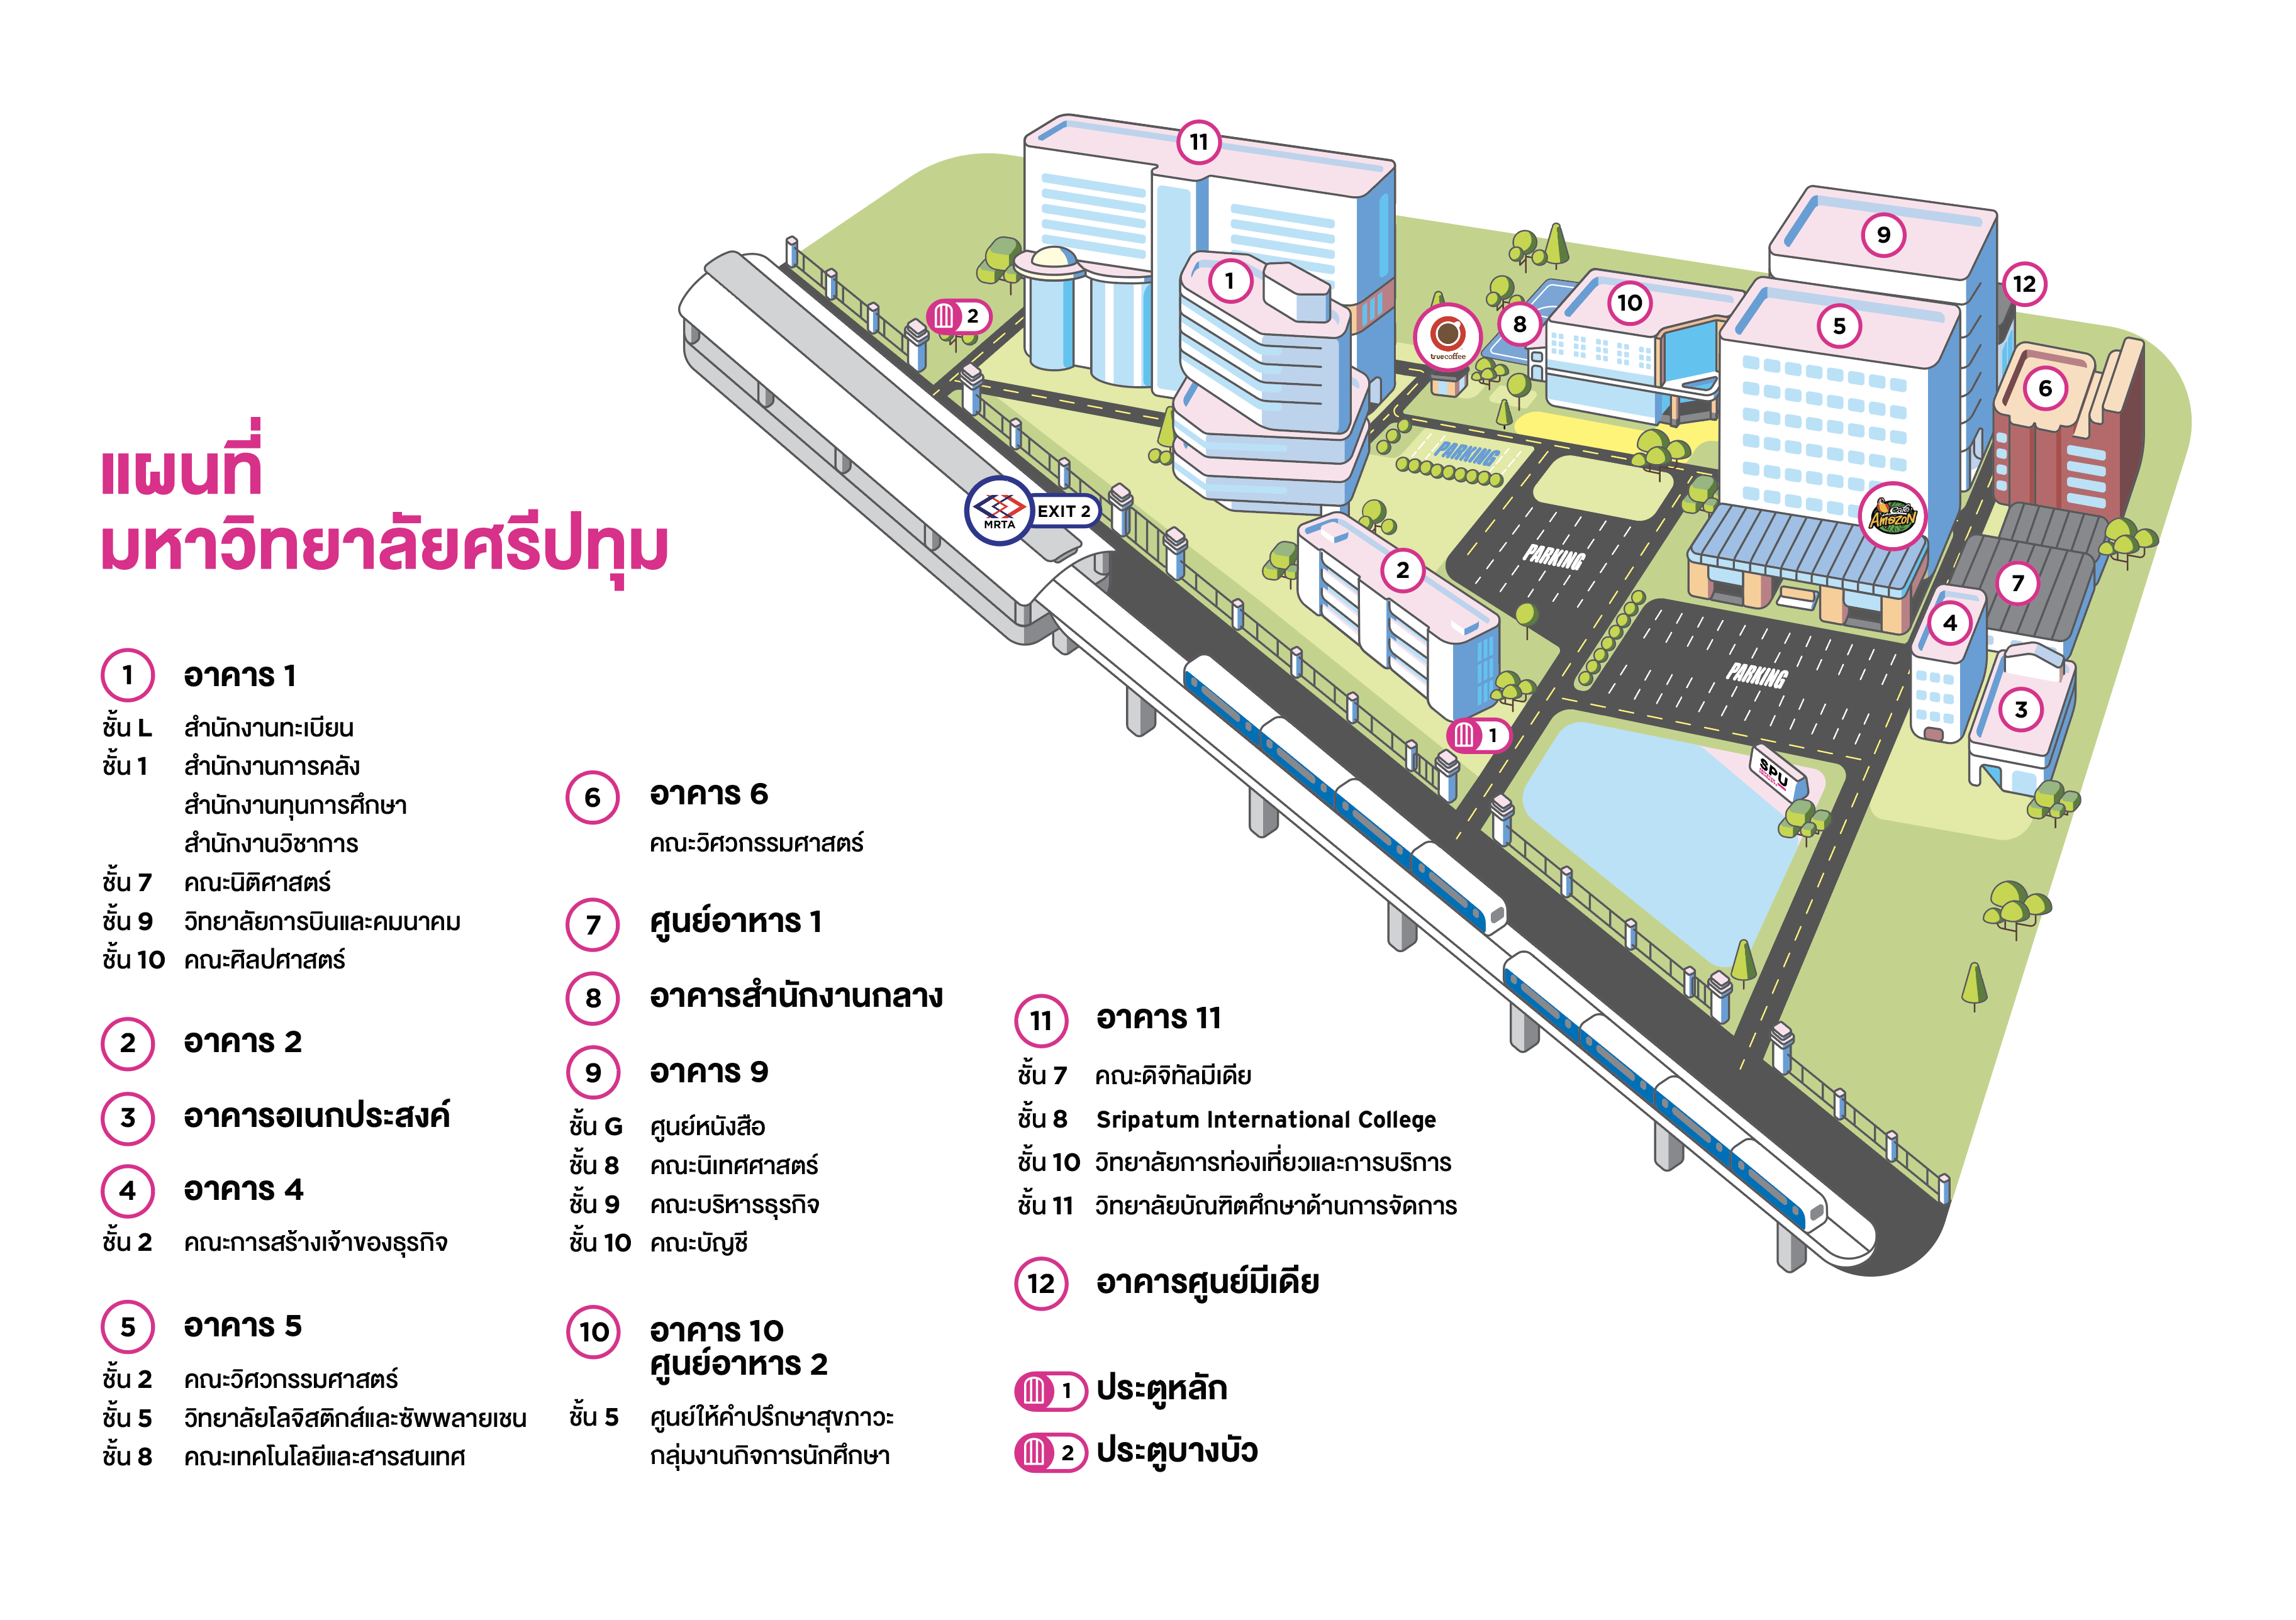 แผนที่
มหาวิทยาลัยศรีปทุม
1 อาคาร 1
ชั้น L สำนักงานทะเบียน
ชั้น 1 สำนักงานการคลัง
สำนักงานทุนการศึกษา
สำนักงานวิชาการ
ชั้น 7 คณะนิติศาสตร์
ชั้น 9 วิทยาลัยการบินและคมนาคม
ชั้น 10 คณะศิลปศาสตร์
2 อาคาร 2
3 อาคารอเนกประสงค์
4 อาคาร 4
ชั้น 2 คณะการสร้างเจ้าของธุรกิจ
5 อาคาร 5
ชั้น 2 คณะวิศวกรรมศาสตร์
ชั้น 5 วิทยาลัยโลจิสติกส์และซัพพลายเชน
ชั้น 8 คณะเทคโนโลยีและสารสนเทศ
6 อาคาร 6
คณะวิศวกรรมศาสตร์
7 ศูนย์อาหาร 1
8 อาคารสำนักงานกลาง
9 อาคาร 9
ชั้น G ศูนย์หนังสือ
ชั้น 8 คณะนิเทศศาสตร์
ชั้น 9 คณะบริหารธุรกิจ
ชั้น 10 คณะบัญชี
10 อาคาร 10
ศูนย์อาหาร 2
ชั้น 5 ศูนย์ให้คำปรึกษาสุขภาวะ
กลุ่มงานกิจการนักศึกษา
11 อาคาร 11
ชั้น 7 คณะดิจิทัลมีเดีย
ชั้น 8 Sripatum International College
ชั้น 10 วิทยาลัยการท่องเที่ยวและการบริการ
ชั้น 11 วิทยาลัยบัณฑิตศึกษาด้านการจัดการ
12 อาคารศูนย์มีเดีย
1 ประตูหลัก
2 ประตูบางบัว
11
9
1
12
10
2
8
5
truecoffee
6
PARKING
MRTA
EXIT 2
Café
AMAZON
PARKING
2
7
4
PARKING
3
1
SPU